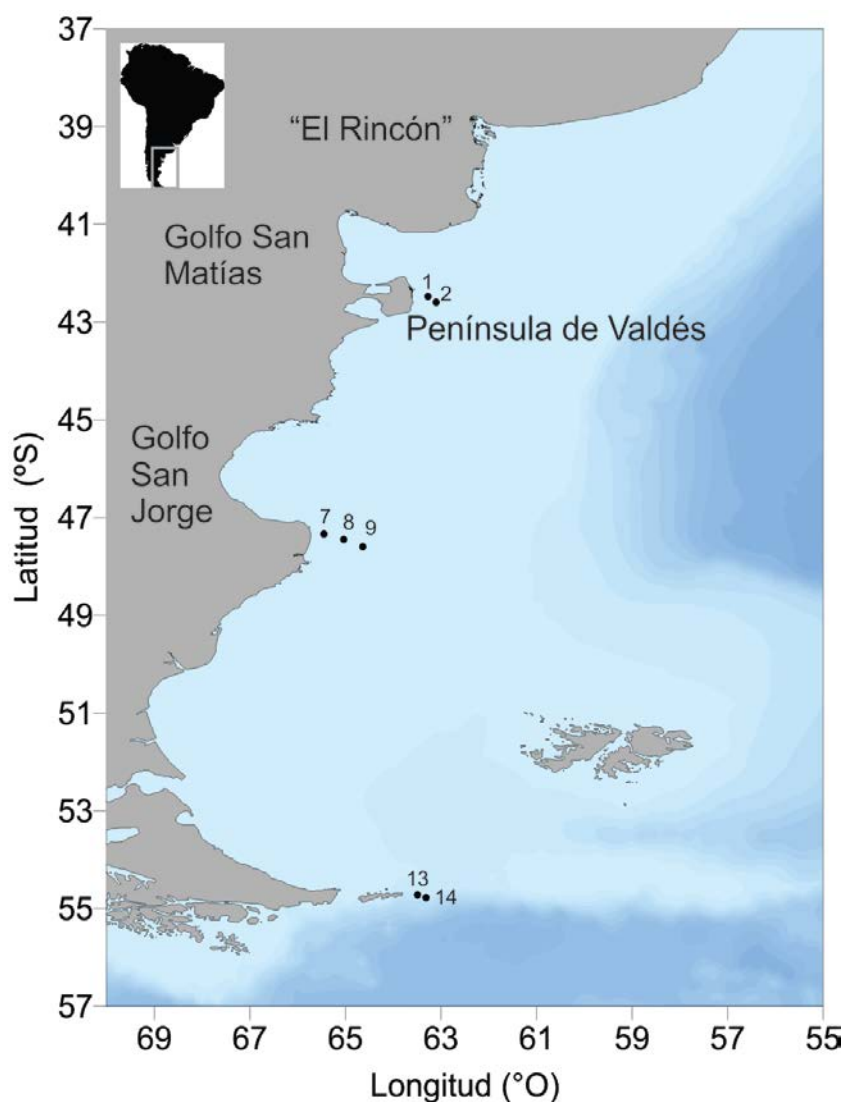 37
39
"El Rincón"
41
Golfo San
Matías
1
2
43
Península de Valdés
45
Golfo
San
Jorge
47
7
8
9
49
51
53
13
14
55
57
69
67
65
63
61
59
57
55
Latitud (ºS)
Longitud (°O)